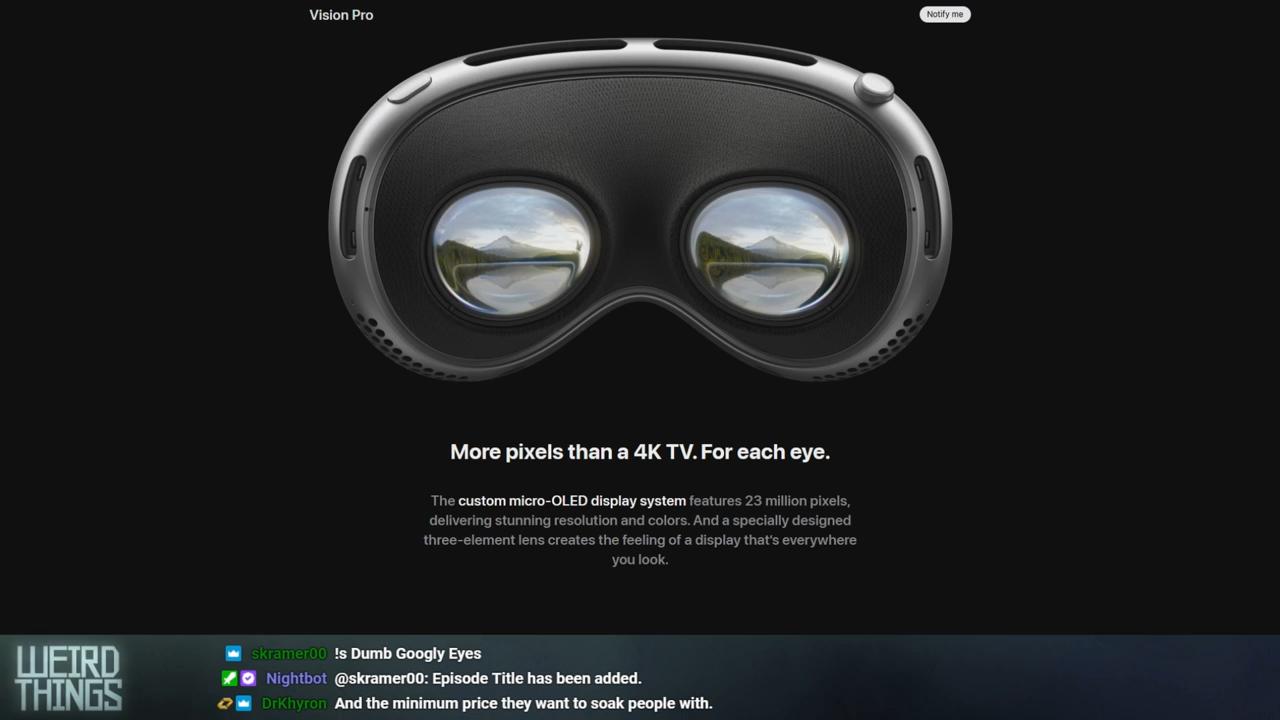 Vision Pro
Notify me
More pixels than a 4K TV. For each eye.
The custom micro-OLED display system features 23 million pixels,
delivering stunning resolution and colors. And a specially designed
three-element lens creates the feeling of a display that's everywhere
you look.
WEIRD
THINGS
skramer00 !s Dumb Googly Eyes
Nightbot @skramer00: Episode Title has been added.
DrKhyron And the minimum price they want to soak people with.